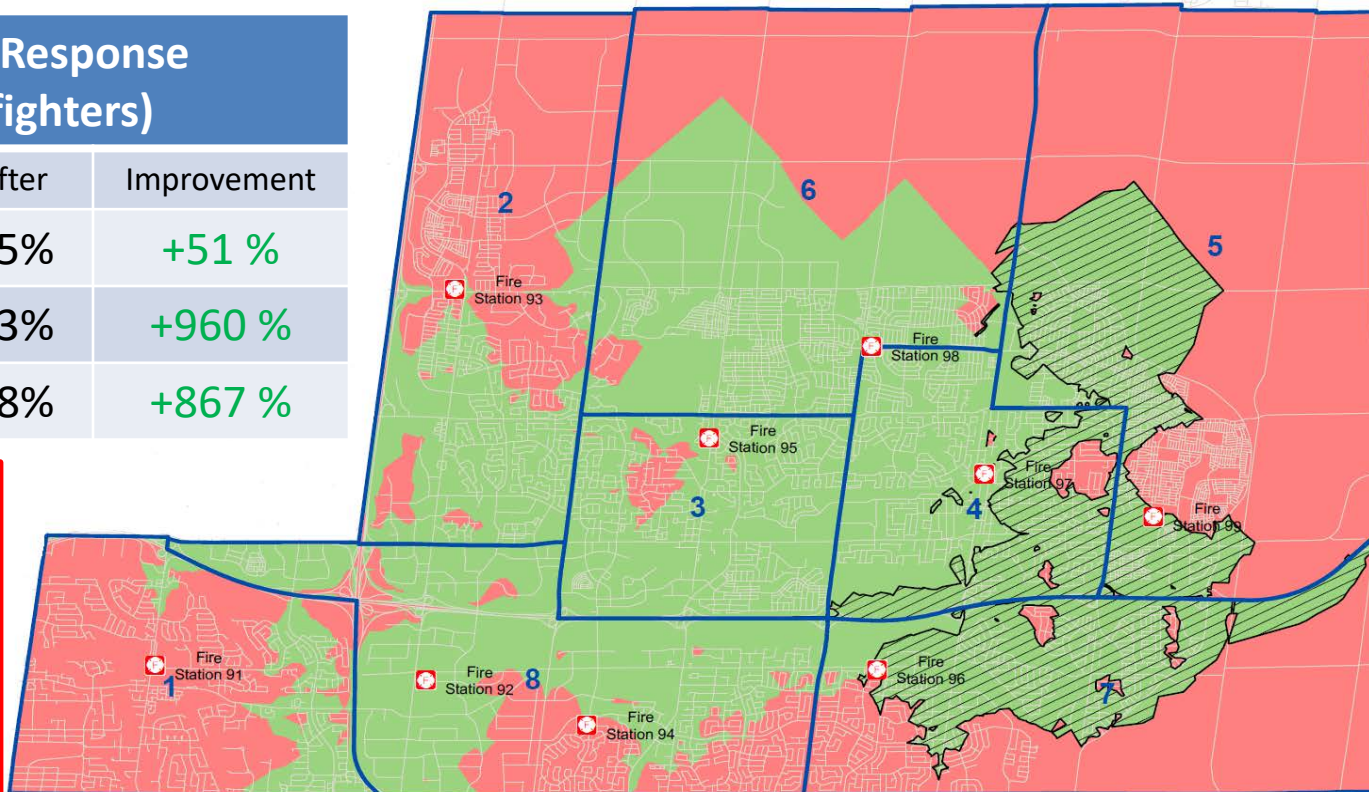 Response
fighters)
fter
Improvement
5%
+51 %
3%
+960 %
8%
+867 %
2
6
5
Fire
Station 93
Fire
Station 98
Fire
Station 95
Fire
Station 97
3
4
Fire
Station 99
Fire
Station 91
1
Fire
Station 92
8
Fire
Station 96
7
Fire
Station 94